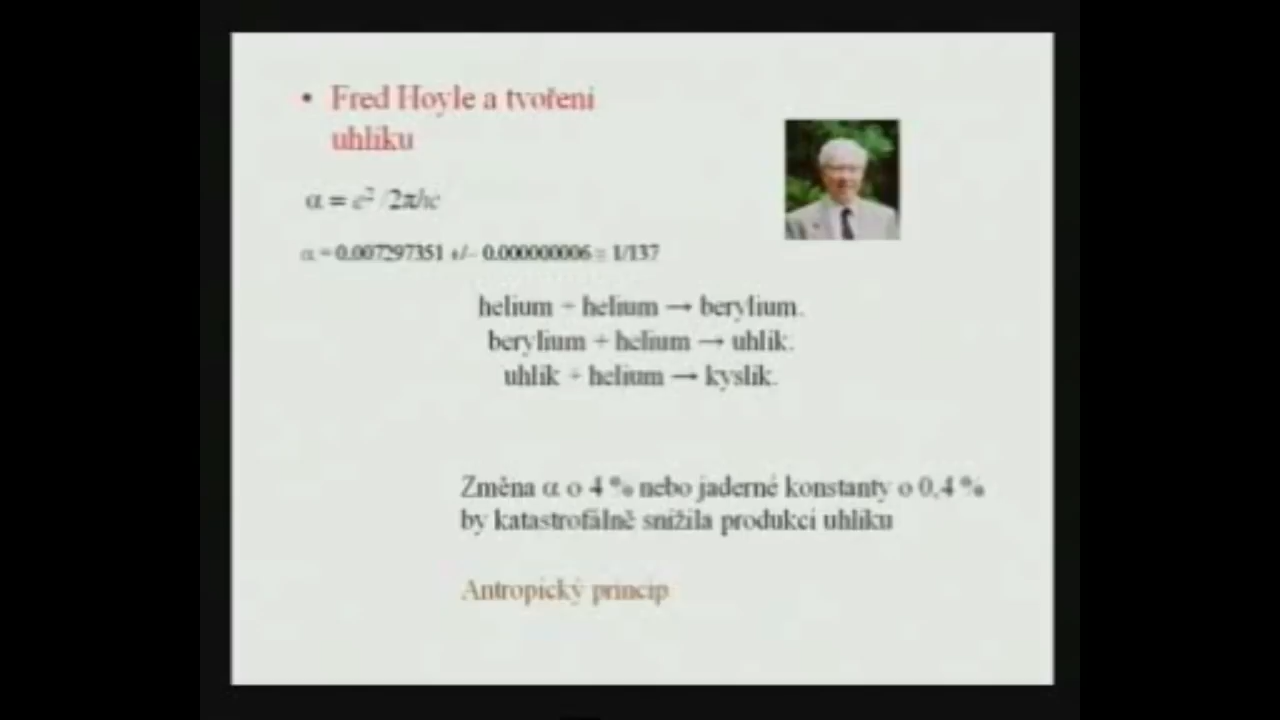 • Fred Hoyle a tvoření
uhlíku
α = e² /2πhc
α = 0.007297351 +/- 0.000000006 ≅ 1/137
helium + helium → berylium.
berylium + helium → uhlík.
uhlík + helium → kyslík.
Změna α o 4 % nebo jaderné konstanty o 0,4 %
by katastrofálně snížila produkci uhlíku
Antropický princip